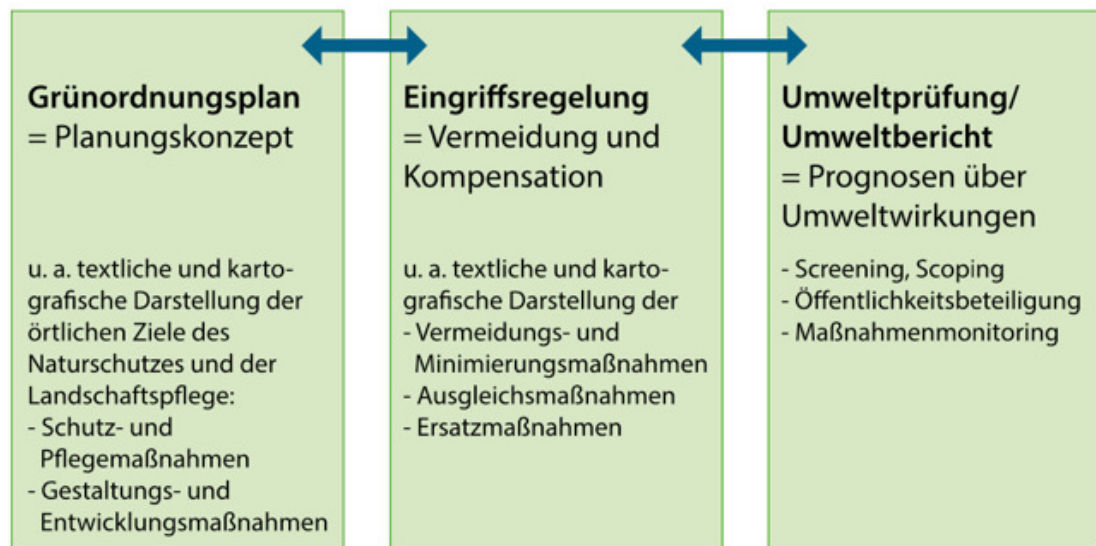 Grünordnungsplan
= Planungskonzept
u. a. textliche und karto-
grafische Darstellung der
örtlichen Ziele des
Naturschutzes und der
Landschaftspflege:
- Schutz- und
Pflegemaßnahmen
- Gestaltungs- und
Entwicklungsmaßnahmen
Eingriffsregelung
= Vermeidung und
Kompensation
u. a. textliche und karto-
grafische Darstellung der
- Vermeidungs- und
Minimierungsmaßnahmen
- Ausgleichsmaßnahmen
- Ersatzmaßnahmen
Umweltprüfung/
Umweltbericht
= Prognosen über
Umweltwirkungen
- Screening, Scoping
- Öffentlichkeitsbeteiligung
- Maßnahmenmonitoring